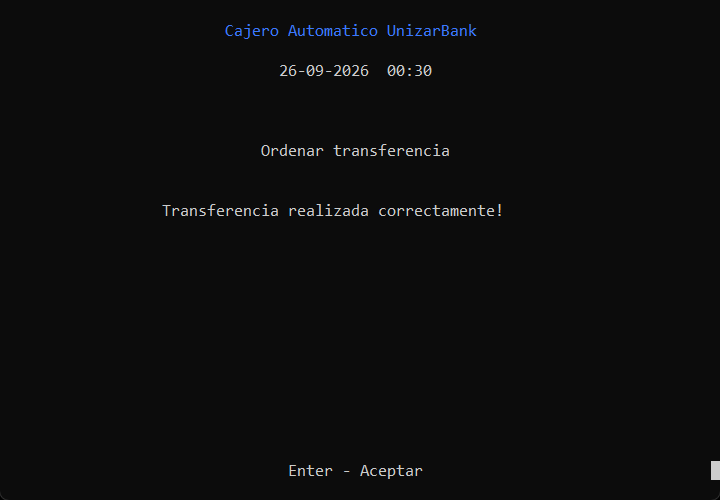 Cajero Automatico UnizarBank
26-09-2026  00:30
Ordenar transferencia
Transferencia realizada correctamente!
Enter - Aceptar